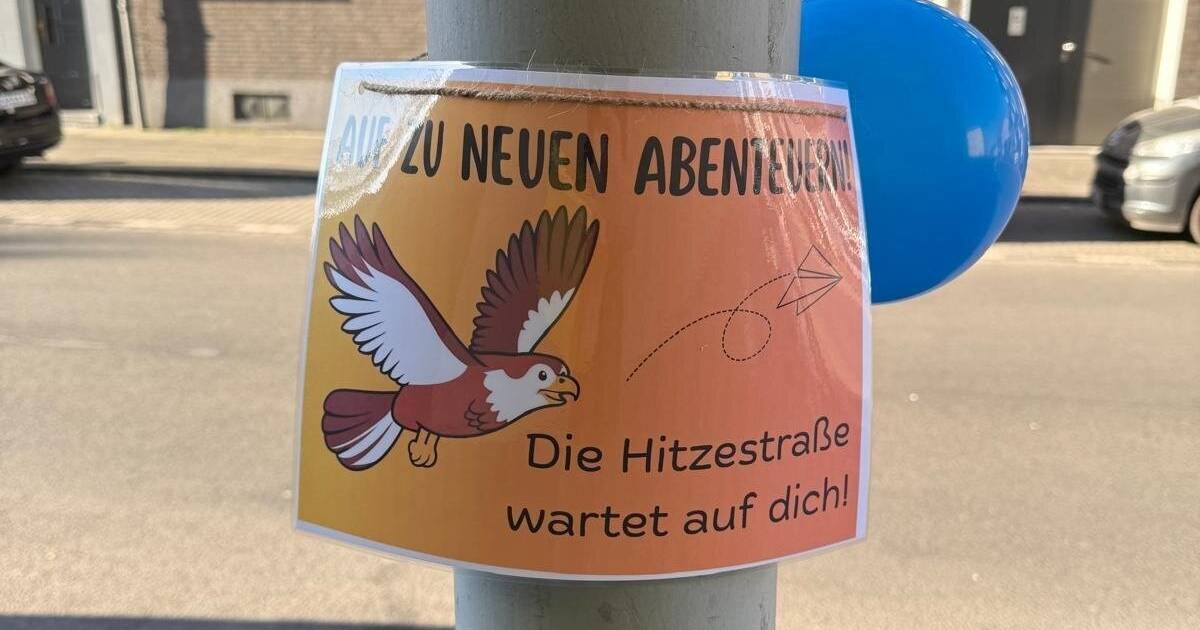 AUF ZU NEUEN ABENTEUERN!
Die Hitzestraße
wartet auf dich!